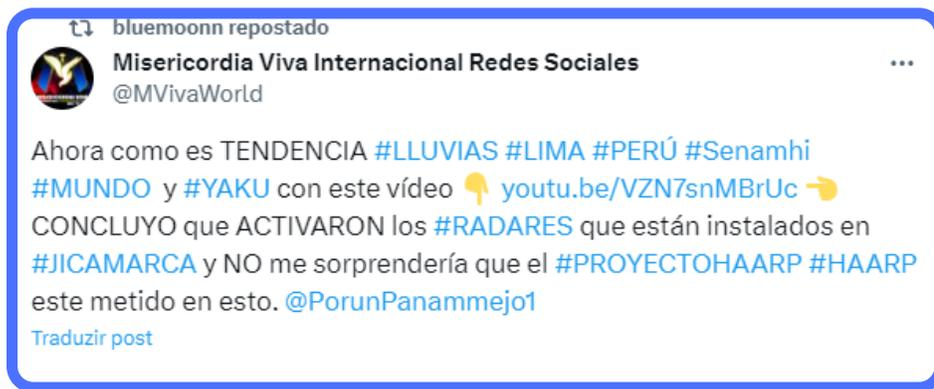 bluemoonn repostado
Misericordia Viva Internacional Redes Sociales
@MVivaWorld
Ahora como es TENDENCIA #LLUVIAS #LIMA #PERÚ #Senamhi
#MUNDO y #YAKU con este vídeo 👇 youtu.be/VZN7snMBrUc 👈
CONCLUYO que ACTIVARON los #RADARES que están instalados en
#JICAMARCA y NO me sorprendería que el #PROYECTOHAARP #HAARP
este metido en esto. @PorunPanammejo1
Traduzir post